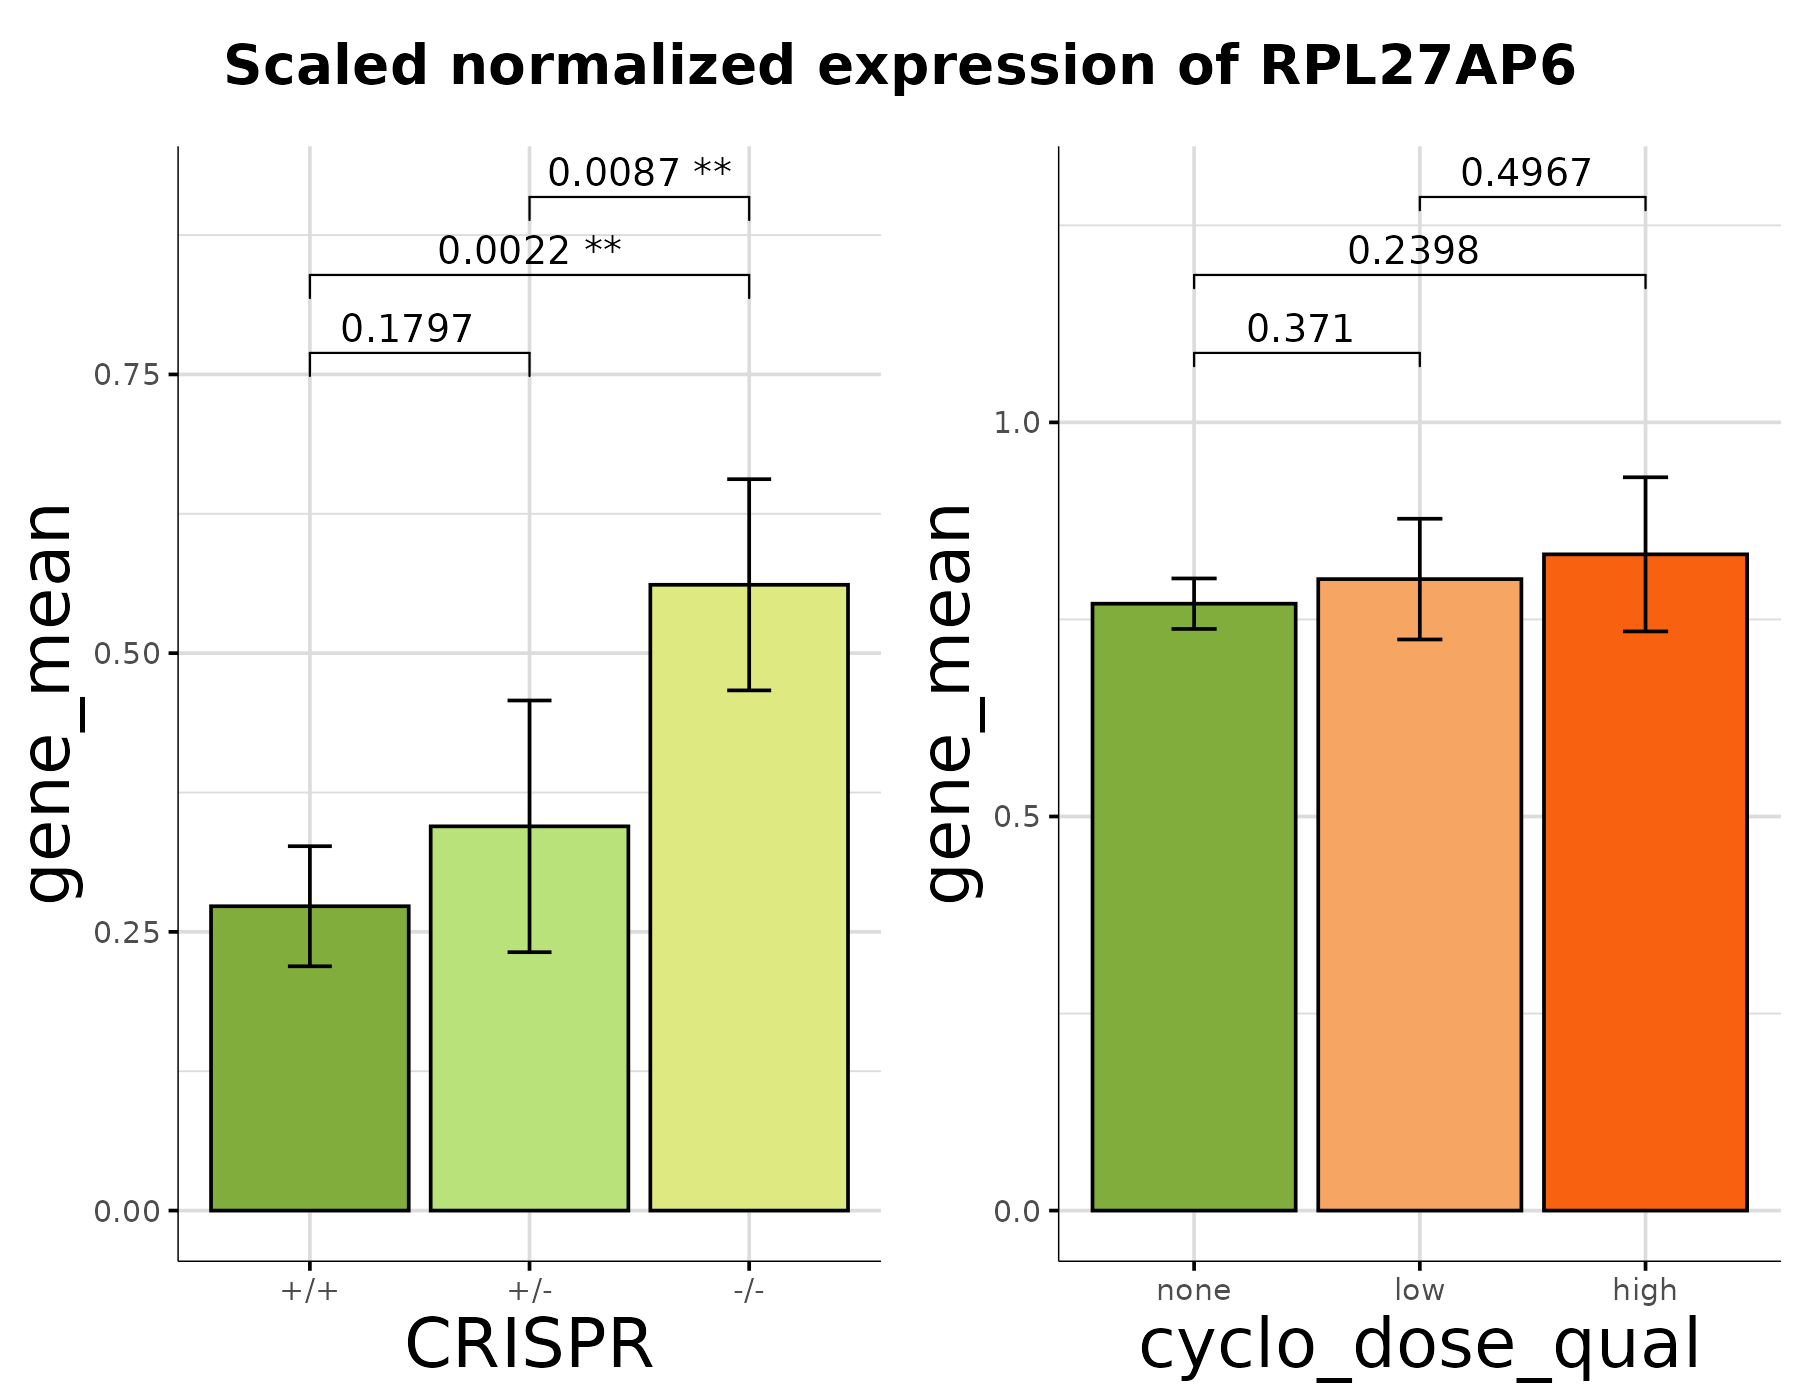 Scaled normalized expression of RPL27AP6
gene_mean
0.75
0.50
0.25
0.00
0.0087 **
0.0022 **
0.1797
+/+
+/-
-/-
CRISPR
gene_mean
1.0
0.5
0.0
0.4967
0.2398
0.371
none
low
high
cyclo_dose_qual